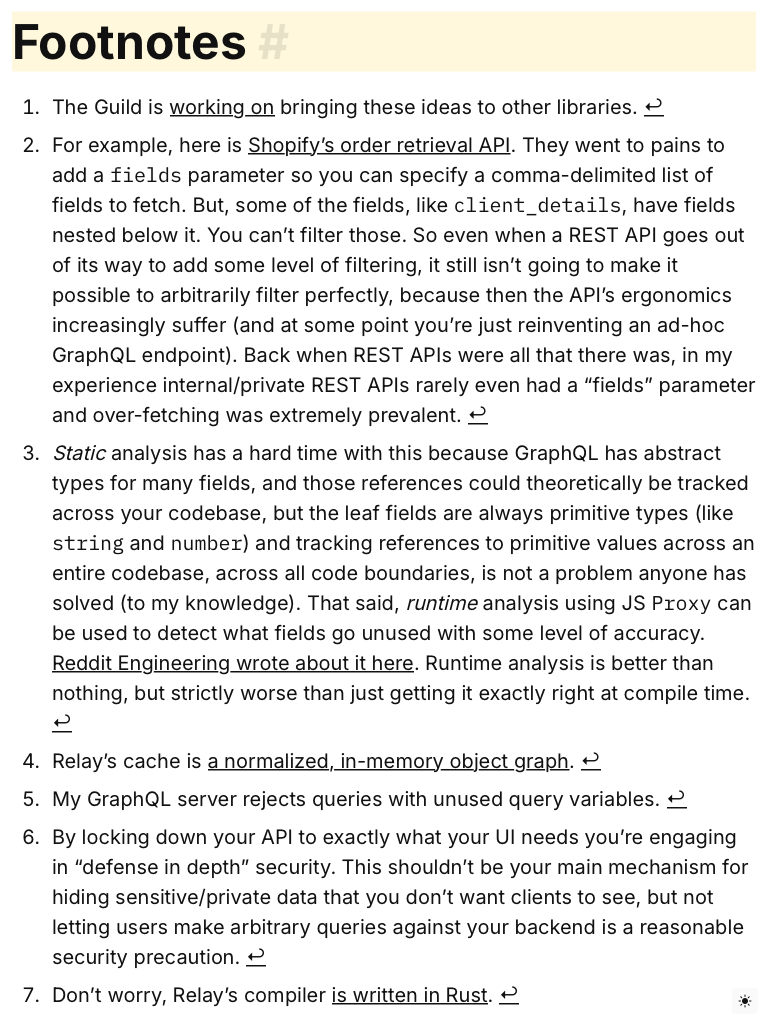 Footnotes #
1. The Guild is working on bringing these ideas to other libraries. ↩
2. For example, here is Shopify’s order retrieval API. They went to pains to
add a fields parameter so you can specify a comma-delimited list of
fields to fetch. But, some of the fields, like client_details, have fields
nested below it. You can’t filter those. So even when a REST API goes out
of its way to add some level of filtering, it still isn’t going to make it
possible to arbitrarily filter perfectly, because then the API’s ergonomics
increasingly suffer (and at some point you’re just reinventing an ad-hoc
GraphQL endpoint). Back when REST APIs were all that there was, in my
experience internal/private REST APIs rarely even had a “fields” parameter
and over-fetching was extremely prevalent. ↩
3. Static analysis has a hard time with this because GraphQL has abstract
types for many fields, and those references could theoretically be tracked
across your codebase, but the leaf fields are always primitive types (like
string and number) and tracking references to primitive values across an
entire codebase, across all code boundaries, is not a problem anyone has
solved (to my knowledge). That said, runtime analysis using JS Proxy can
be used to detect what fields go unused with some level of accuracy.
Reddit Engineering wrote about it here. Runtime analysis is better than
nothing, but strictly worse than just getting it exactly right at compile time.
↩
4. Relay’s cache is a normalized, in-memory object graph. ↩
5. My GraphQL server rejects queries with unused query variables. ↩
6. By locking down your API to exactly what your UI needs you’re engaging
in “defense in depth” security. This shouldn’t be your main mechanism for
hiding sensitive/private data that you don’t want clients to see, but not
letting users make arbitrary queries against your backend is a reasonable
security precaution. ↩
7. Don’t worry, Relay’s compiler is written in Rust. ↩